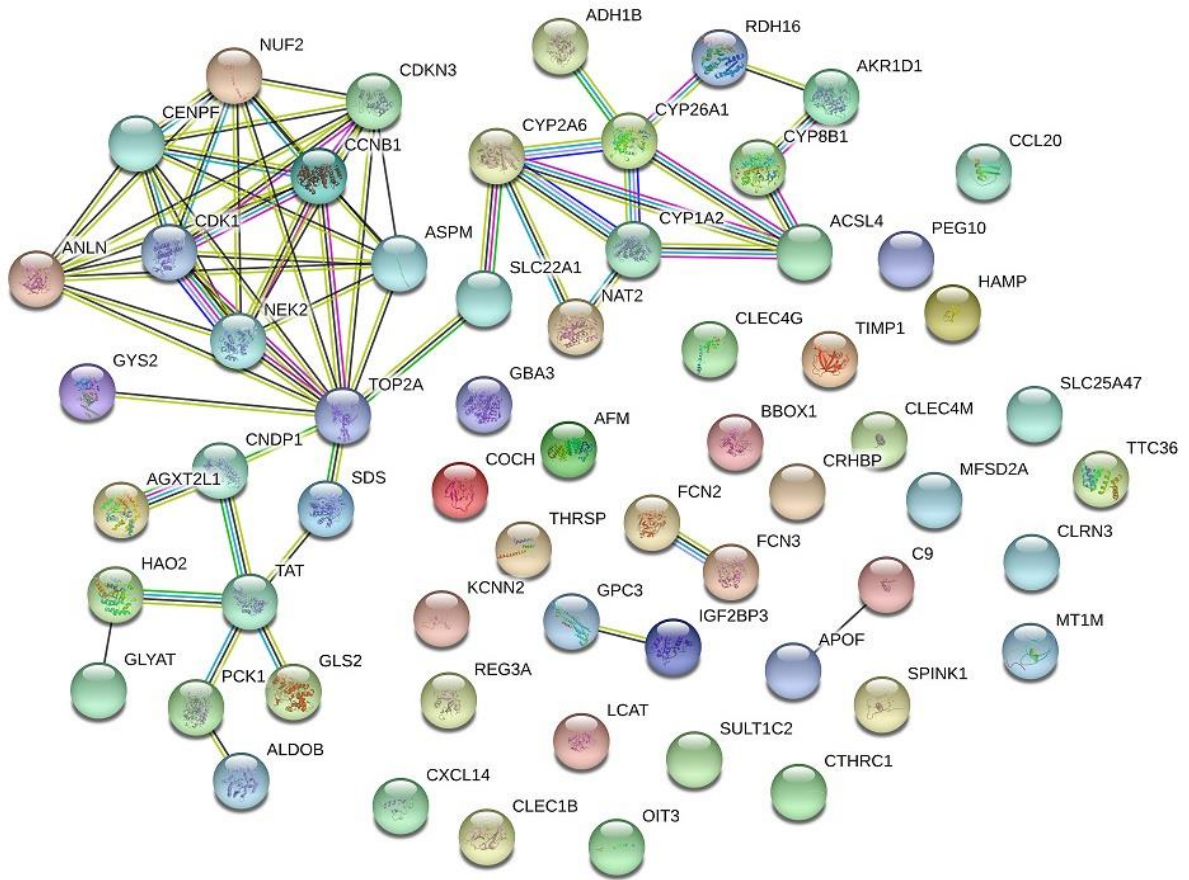 ADH1B
RDH16
NUF2
CDKN3
AKR1D1
CENPF
CYP26A1
CYP2A6
CYP8B1
CCNB1
CCL20
CDK1
CYP1A2
ASPM
ACSL4
ANLN
PEG10
SLC22A1
HAMP
NEK2
NAT2
CLEC4G
TIMP1
GYS2
TOP2A
GBA3
SLC25A47
BBOX1
CLEC4M
CNDP1
AFM
TTC36
AGXT2L1
SDS
COCH
CRHBP
MFSD2A
FCN2
THRSP
CLRN3
FCN3
C9
HAO2
TAT
KCNN2
GPC3
IGF2BP3
MT1M
APOF
GLYAT
PCK1
GLS2
REG3A
SPINK1
LCAT
SULT1C2
ALDOB
CTHRC1
CXCL14
CLEC1B
OIT3